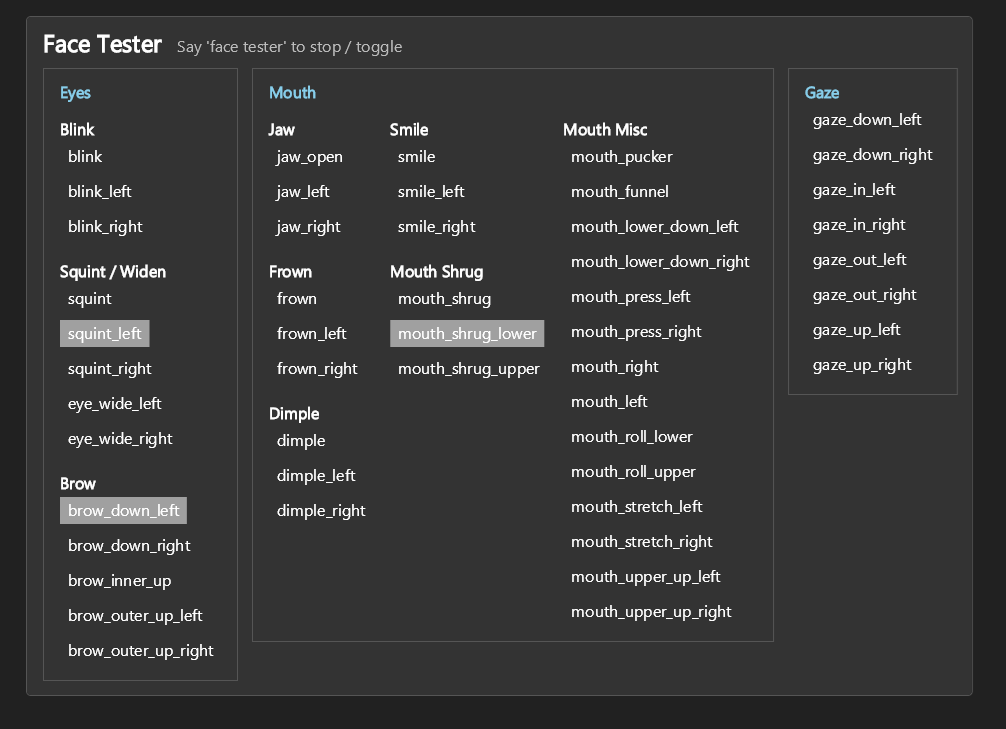 Face Tester Say 'face tester' to stop / toggle
Eyes
Blink
blink
blink_left
blink_right
Squint / Widen
squint
squint_left
squint_right
eye_wide_left
eye_wide_right
Brow
brow_down_left
brow_down_right
brow_inner_up
brow_outer_up_left
brow_outer_up_right
Mouth
Jaw
jaw_open
jaw_left
jaw_right
Frown
frown
frown_left
frown_right
Dimple
dimple
dimple_left
dimple_right
Smile
smile
smile_left
smile_right
Mouth Shrug
mouth_shrug
mouth_shrug_lower
mouth_shrug_upper
Mouth Misc
mouth_pucker
mouth_funnel
mouth_lower_down_left
mouth_lower_down_right
mouth_press_left
mouth_press_right
mouth_right
mouth_left
mouth_roll_lower
mouth_roll_upper
mouth_stretch_left
mouth_stretch_right
mouth_upper_up_left
mouth_upper_up_right
Gaze
gaze_down_left
gaze_down_right
gaze_in_left
gaze_in_right
gaze_out_left
gaze_out_right
gaze_up_left
gaze_up_right